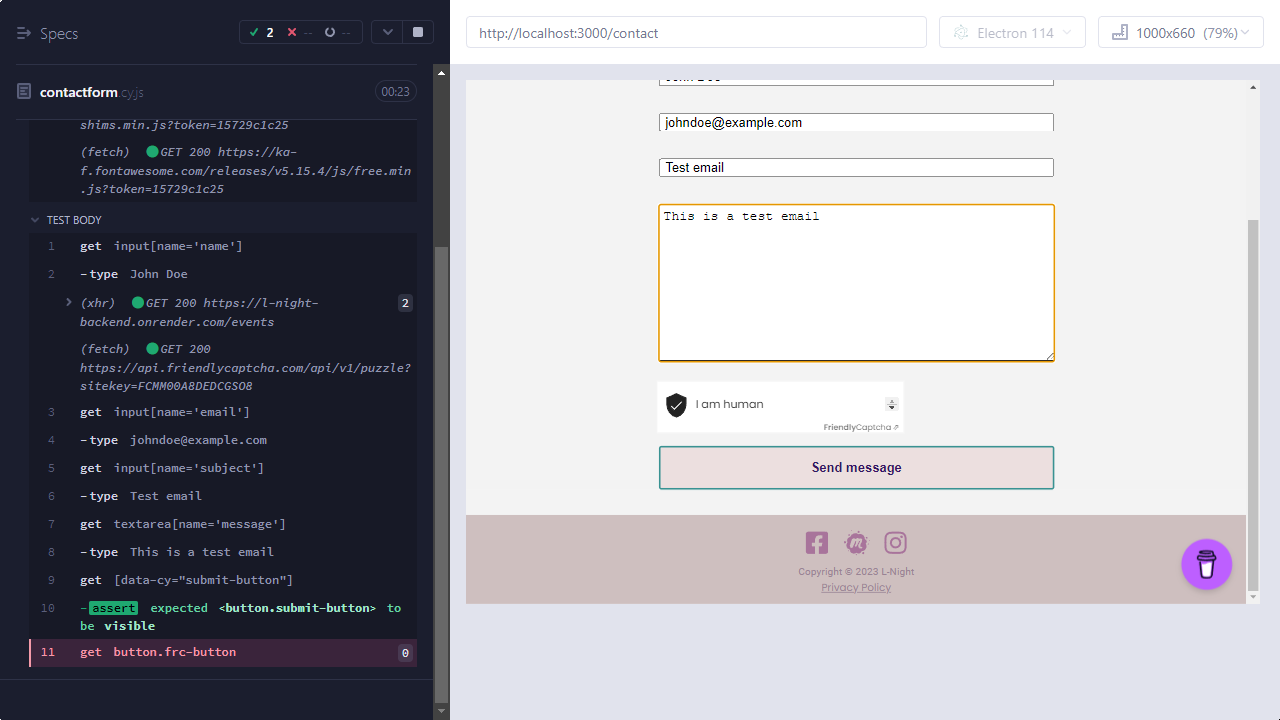 Specs
2
--
--
contactform.cy.js
00:23
shims.min.js?token=15729c1c25
(fetch) GET 200 https://ka-
f.fontawesome.com/releases/v5.15.4/js/free.min
.js?token=15729c1c25
TEST BODY
1 get input[name='name']
2 -type John Doe
(xhr) GET 200 https://l-night-
backend.onrender.com/events
2
(fetch) GET 200
https://api.friendlycaptcha.com/api/v1/puzzle?
sitekey=FCMM00A8DEDCGSO8
3 get input[name='email']
4 -type johndoe@example.com
5 get input[name='subject']
6 -type Test email
7 get textarea[name='message']
8 -type This is a test email
9 get [data-cy="submit-button"]
10 -assert expected <button.submit-button> to
be visible
11 get button.frc-button 0
http://localhost:3000/contact
Electron 114
1000x660 (79%)
John Doe
johndoe@example.com
Test email
This is a test email
I am human
FriendlyCaptcha ⇗
Send message
Copyright © 2023 L-Night
Privacy Policy